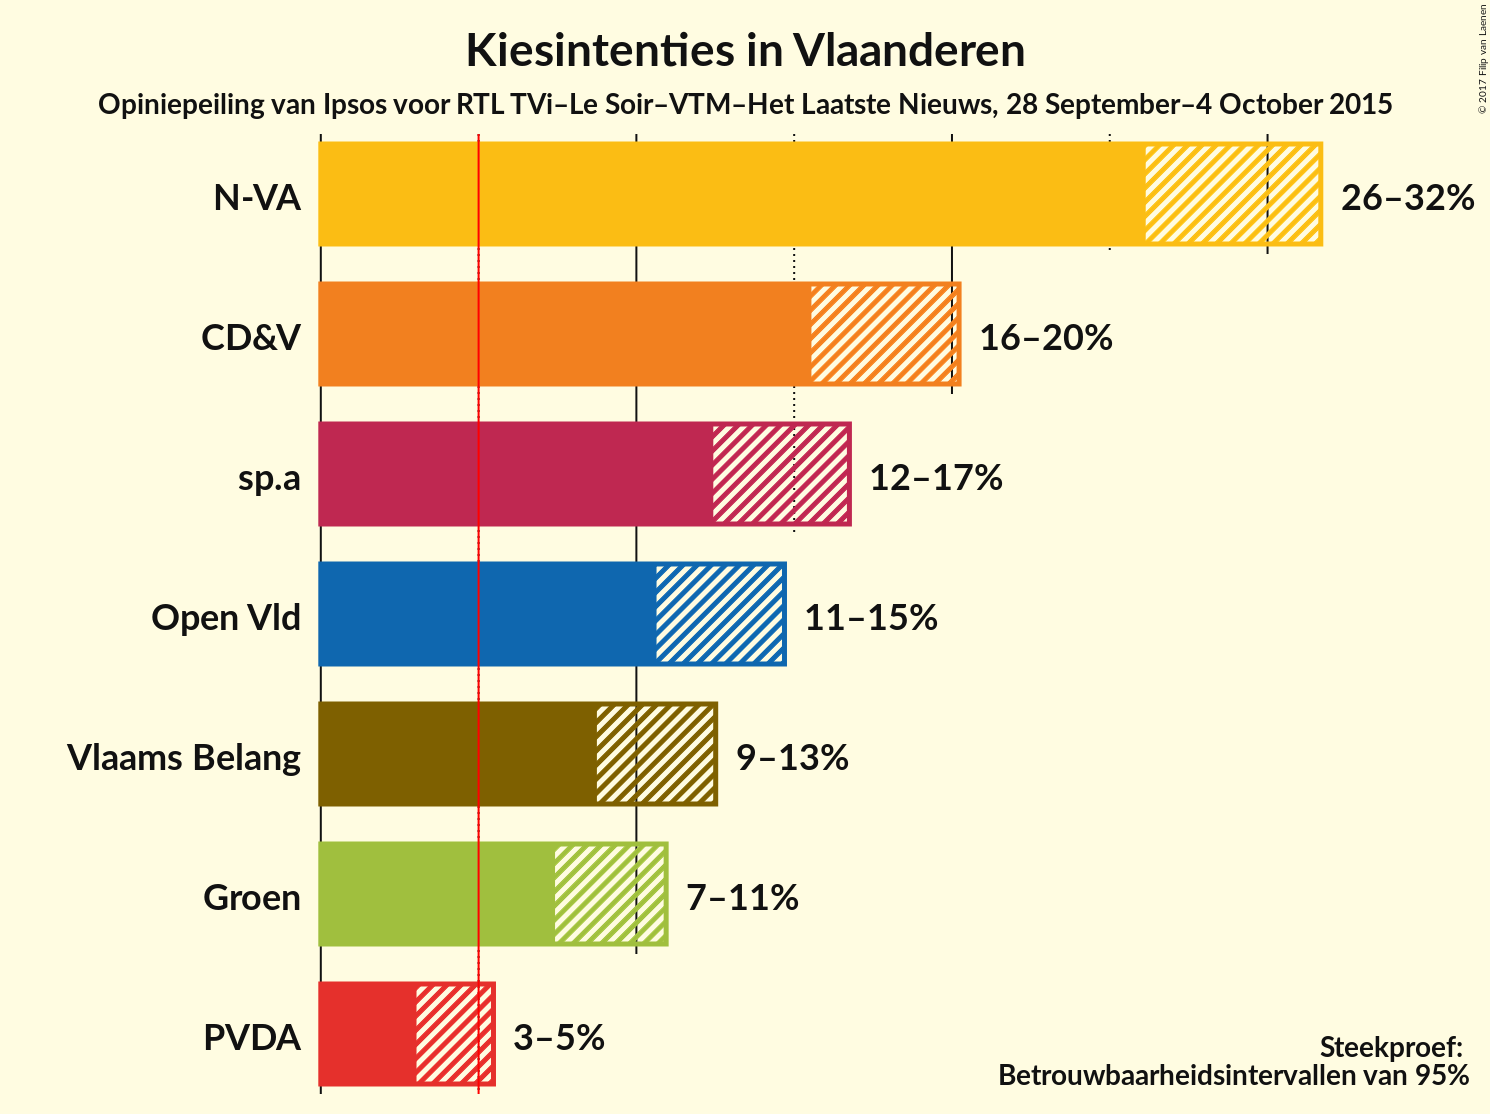 Kiesintenties in Vlaanderen
Opiniepeiling van Ipsos voor RTL TVi–Le Soir–VTM–Het Laatste Nieuws, 28 September–4 October 2015
© 2017 Filip van Laenen
N-VA
26–32%
CD&V
16–20%
sp.a
12–17%
Open Vld
11–15%
Vlaams Belang
9–13%
Groen
7–11%
PVDA
3–5%
Steekproef:
Betrouwbaarheidsintervallen van 95%